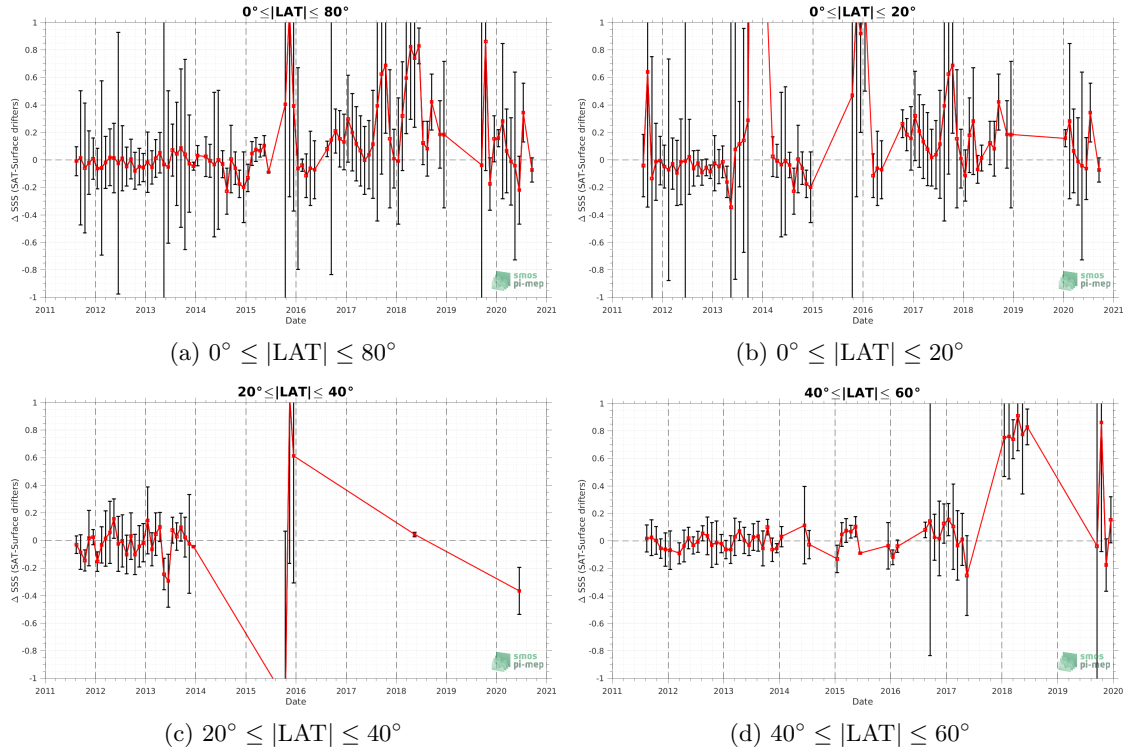 0°≤|LAT|≤ 80°
1
0.8
0.6
0.4
0.2
0
-0.2
-0.4
-0.6
-0.8
-1
Δ SSS (SAT-Surface drifters)
smos
pi-mep
2011 2012 2013 2014 2015 2016 2017 2018 2019 2020 2021
Date
(a) 0° ≤ |LAT| ≤ 80°
0°≤|LAT|≤ 20°
1
0.8
0.6
0.4
0.2
0
-0.2
-0.4
-0.6
-0.8
-1
Δ SSS (SAT-Surface drifters)
smos
pi-mep
2011 2012 2013 2014 2015 2016 2017 2018 2019 2020 2021
Date
(b) 0° ≤ |LAT| ≤ 20°
20°≤|LAT|≤ 40°
1
0.8
0.6
0.4
0.2
0
-0.2
-0.4
-0.6
-0.8
-1
Δ SSS (SAT-Surface drifters)
smos
pi-mep
2011 2012 2013 2014 2015 2016 2017 2018 2019 2020 2021
Date
(c) 20° ≤ |LAT| ≤ 40°
40°≤|LAT|≤ 60°
1
0.8
0.6
0.4
0.2
0
-0.2
-0.4
-0.6
-0.8
-1
Δ SSS (SAT-Surface drifters)
smos
pi-mep
2011 2012 2013 2014 2015 2016 2017 2018 2019 2020
Date
(d) 40° ≤ |LAT| ≤ 60°